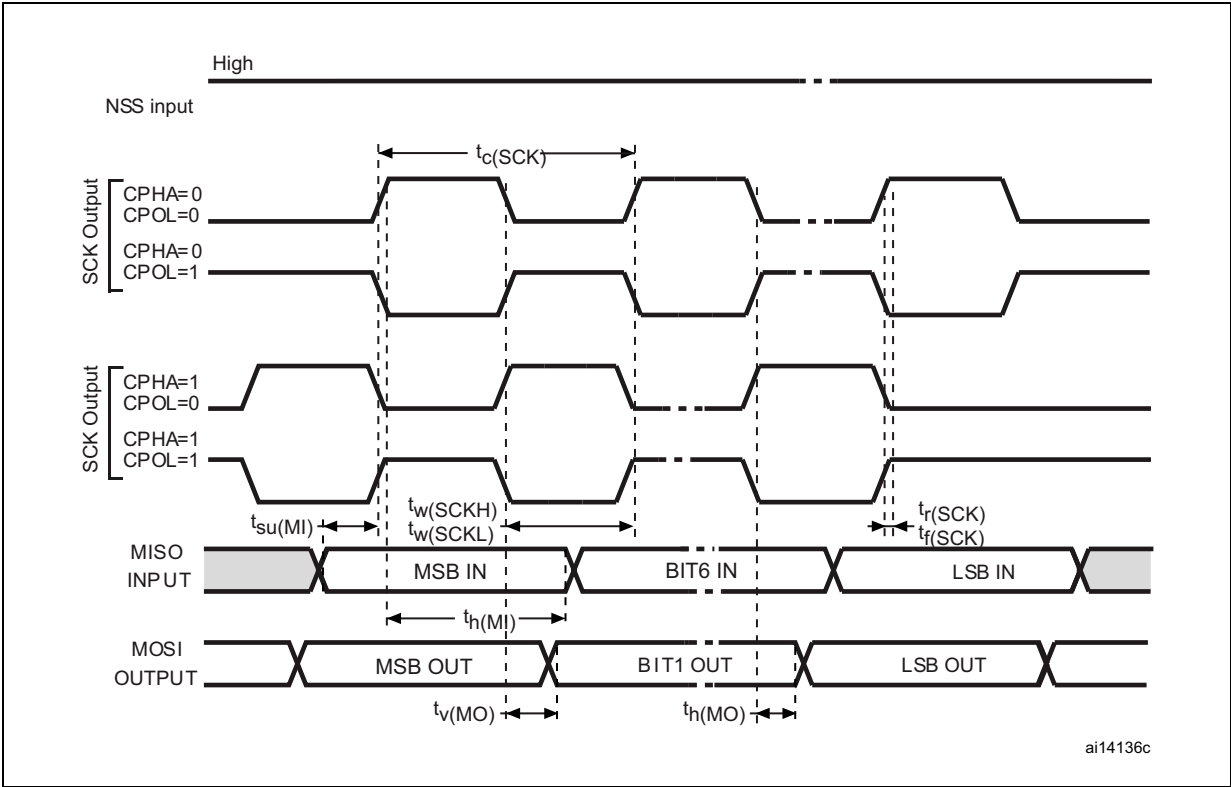 High
NSS input
tc(SCK)
SCK Output
CPHA=0
CPOL=0
CPHA=0
CPOL=1
SCK Output
CPHA=1
CPOL=0
CPHA=1
CPOL=1
tsu(MI)
tw(SCKH)
tw(SCKL)
tr(SCK)
tf(SCK)
MISO
INPUT
MSB IN
BIT6 IN
LSB IN
th(MI)
MOSI
OUTPUT
MSB OUT
BIT1 OUT
LSB OUT
tv(MO)
th(MO)
ai14136c